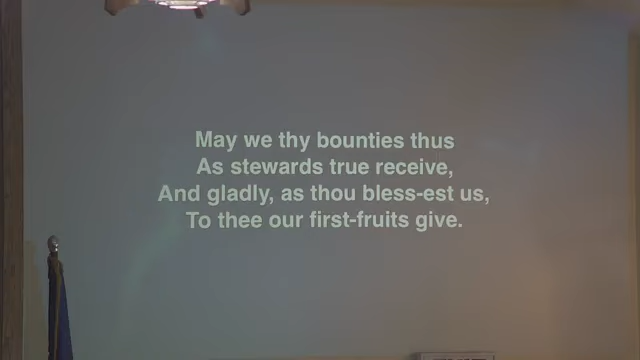 May we thy bounties thus
As stewards true receive,
And gladly, as thou bless-est us,
To thee our first-fruits give.